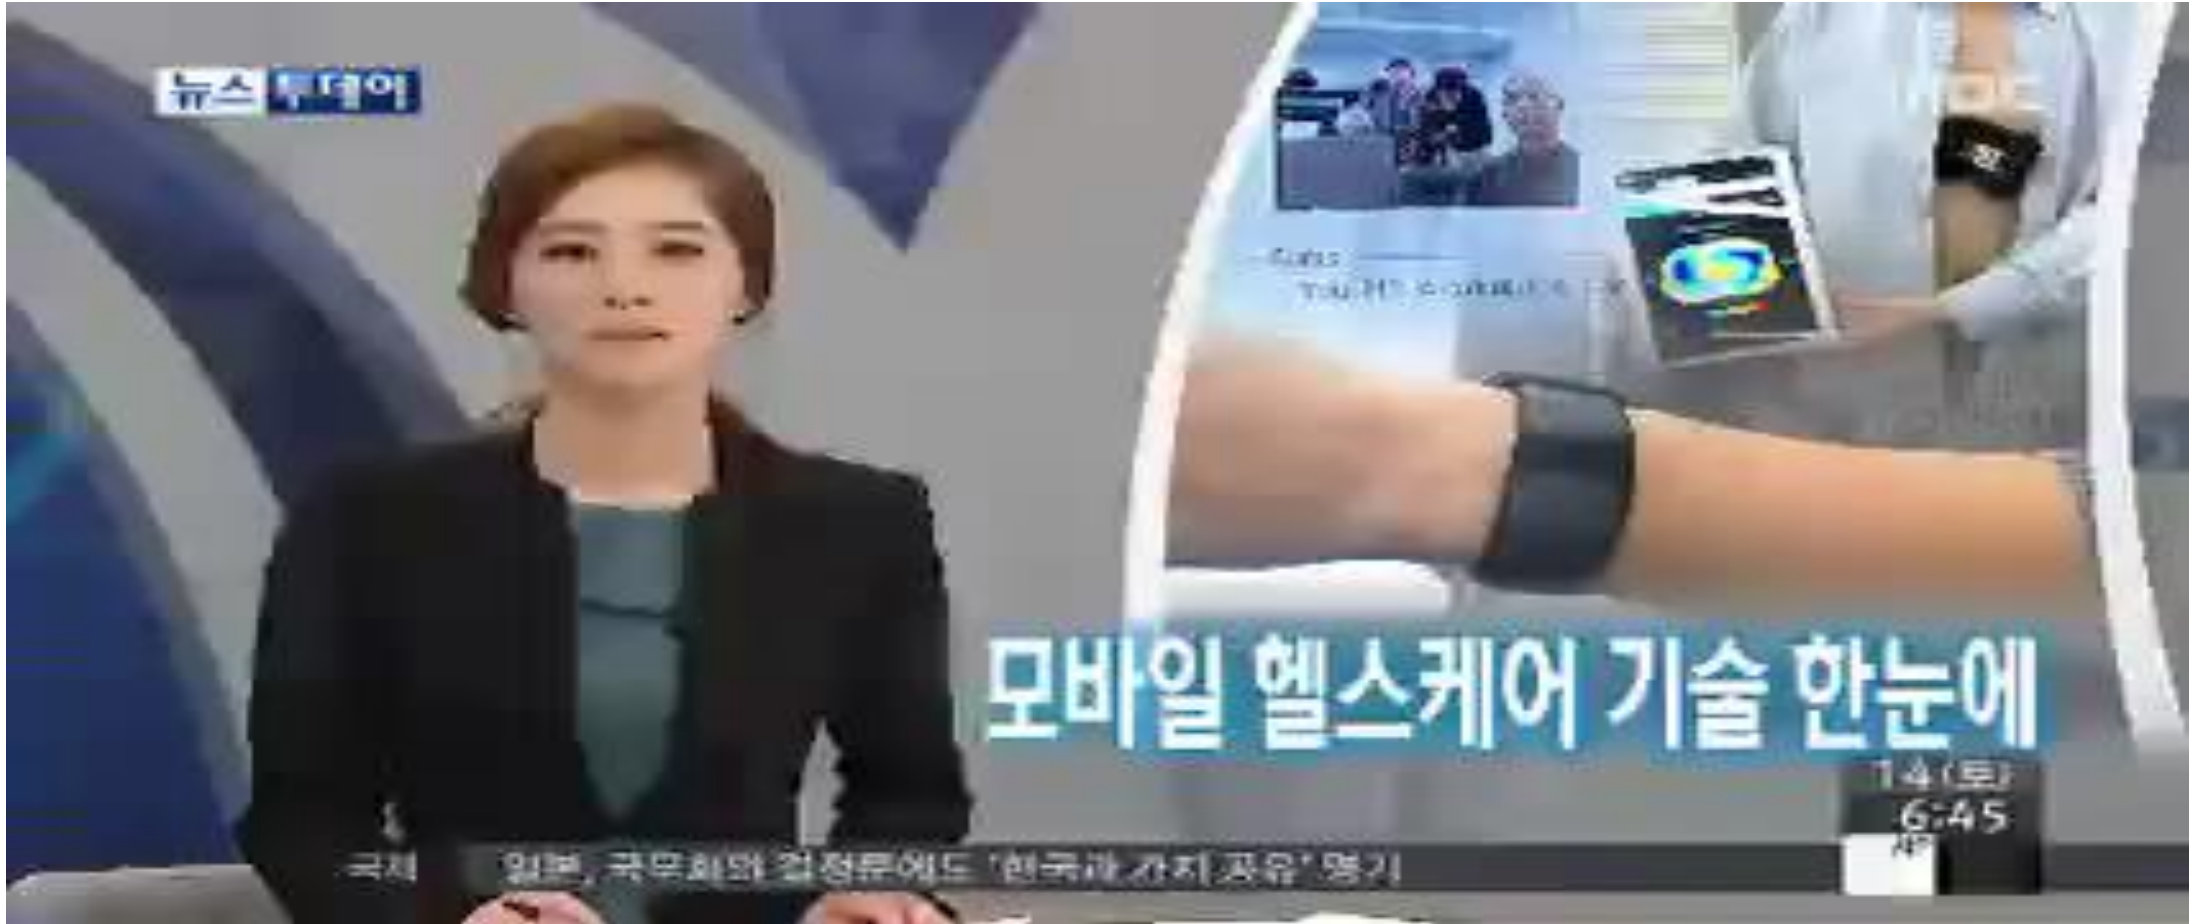 뉴스투데이
모바일 헬스케어 기술 한눈에
14(토)
6:45
국제 일본, 국무회의 결정문에도 '한국과 가치 공유' 명기